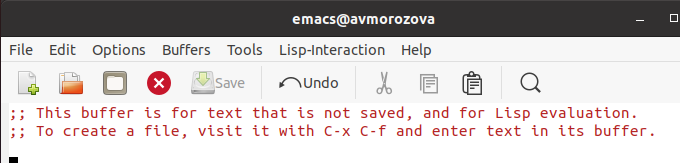 emacs@avmorozova
File Edit Options Buffers Tools Lisp-Interaction Help
Save Undo
;; This buffer is for text that is not saved, and for Lisp evaluation.
;; To create a file, visit it with C-x C-f and enter text in its buffer.